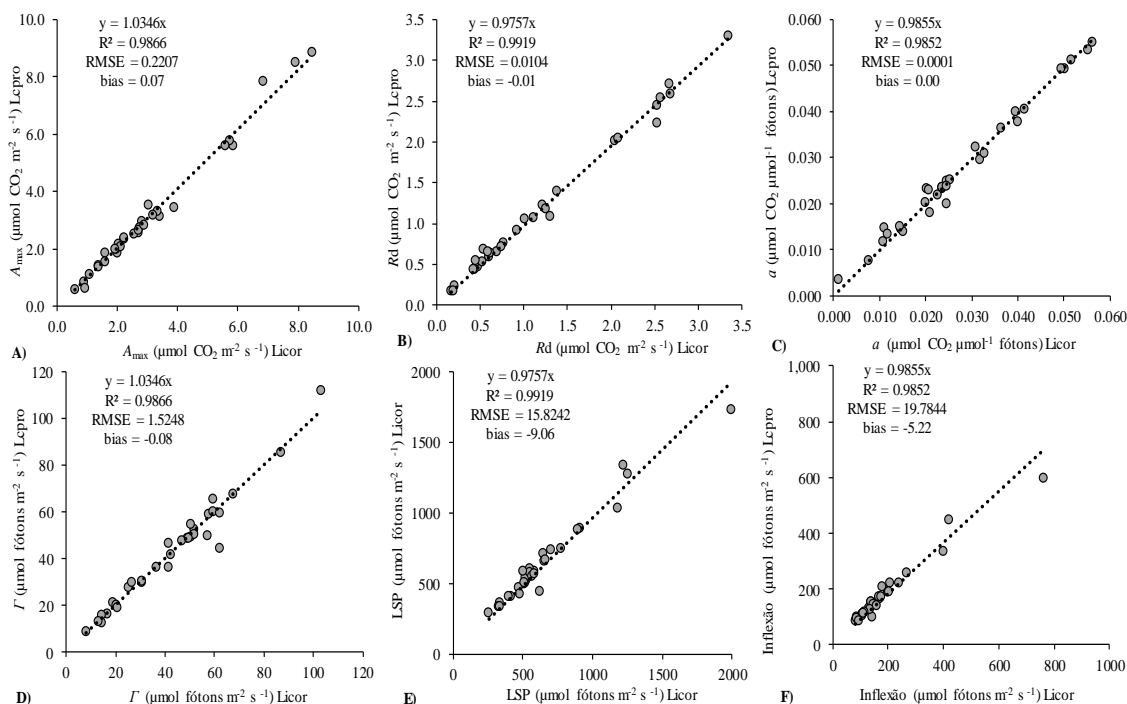 y = 1.0346x
R² = 0.9866
RMSE = 0.2207
bias = 0.07
10.0
8.0
6.0
4.0
2.0
0.0
0.0 2.0 4.0 6.0 8.0 10.0
Amax (µmol CO2 m-2 s -1) Lcpro
A)
Amax (µmol CO2 m-2 s -1) Licor
y = 0.9757x
R² = 0.9919
RMSE = 0.0104
bias = -0.01
3.5
3.0
2.5
2.0
1.5
1.0
0.5
0.0
0.0 0.5 1.0 1.5 2.0 2.5 3.0 3.5
Rd (µmol CO2 m-2 s -1) Lcpro
B)
Rd (µmol CO2 m-2 s -1) Licor
y = 0.9855x
R² = 0.9852
RMSE = 0.0001
bias = 0.00
0.060
0.050
0.040
0.030
0.020
0.010
0.000
0.000 0.010 0.020 0.030 0.040 0.050 0.060
a (µmol CO2 µmol-1 fótons) Lcpro
C)
a (µmol CO2 µmol-1 fótons) Licor
y = 1.0346x
R² = 0.9866
RMSE = 1.5248
bias = -0.08
120
100
80
60
40
20
0
0 20 40 60 80 100 120
Γ (µmol fótons m-2 s -1) Lcpro
D)
Γ (µmol fótons m-2 s -1) Licor
y = 0.9757x
R² = 0.9919
RMSE = 15.8242
bias = -9.06
2000
1500
1000
500
0
0 500 1000 1500 2000
LSP (µmol fótons m-2 s -1) Licor
E)
LSP (µmol fótons m-2 s -1) Licor
y = 0.9855x
R² = 0.9852
RMSE = 19.7844
bias = -5.22
1,000
800
600
400
200
0
0 200 400 600 800 1000
Inflexão (µmol fótons m-2 s -1) Lcpro
F)
Inflexão (µmol fótons m-2 s -1) Licor